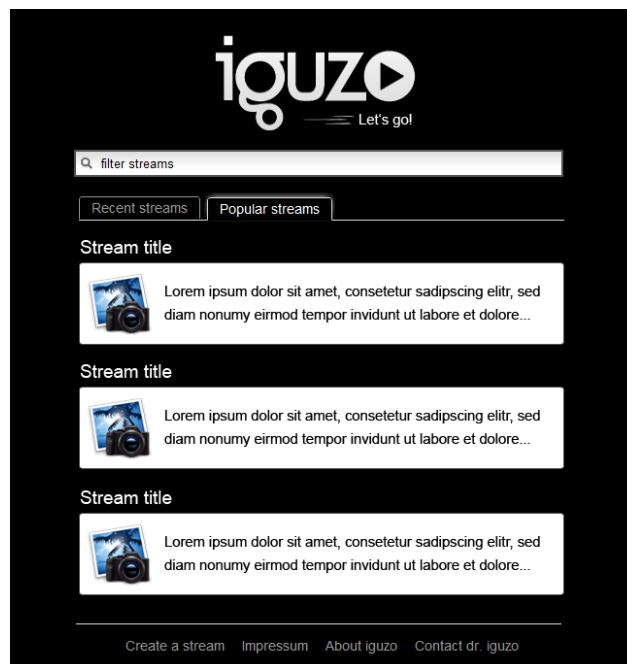 iguzo
Let's go!
filter streams
Recent streams Popular streams
Stream title
Lorem ipsum dolor sit amet, consetetur sadipscing elitr, sed
diam nonumy eirmod tempor invidunt ut labore et dolore...
Stream title
Lorem ipsum dolor sit amet, consetetur sadipscing elitr, sed
diam nonumy eirmod tempor invidunt ut labore et dolore...
Stream title
Lorem ipsum dolor sit amet, consetetur sadipscing elitr, sed
diam nonumy eirmod tempor invidunt ut labore et dolore...
Create a stream Impressum About iguzo Contact dr. iguzo